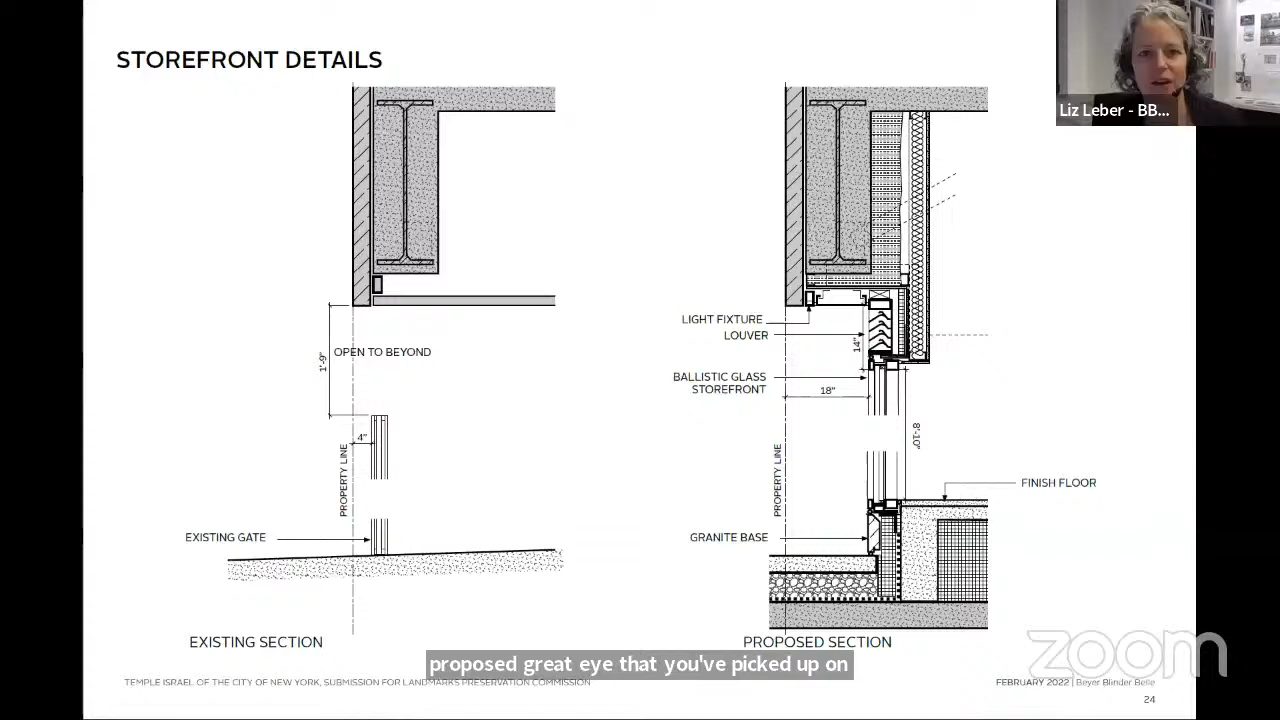 STOREFRONT DETAILS
Liz Leber - BB...
LIGHT FIXTURE
LOUVER
14"
1'-9"
OPEN TO BEYOND
BALLISTIC GLASS
STOREFRONT
18"
4"
8'-10"
PROPERTY LINE
PROPERTY LINE
FINISH FLOOR
EXISTING GATE
GRANITE BASE
EXISTING SECTION
PROPOSED SECTION
proposed great eye that you've picked up on
zoom
TEMPLE ISRAEL OF THE CITY OF NEW YORK, SUBMISSION FOR LANDMARKS PRESERVATION COMMISSION
FEBRUARY 2022 | Beyer Blinder Belle
24